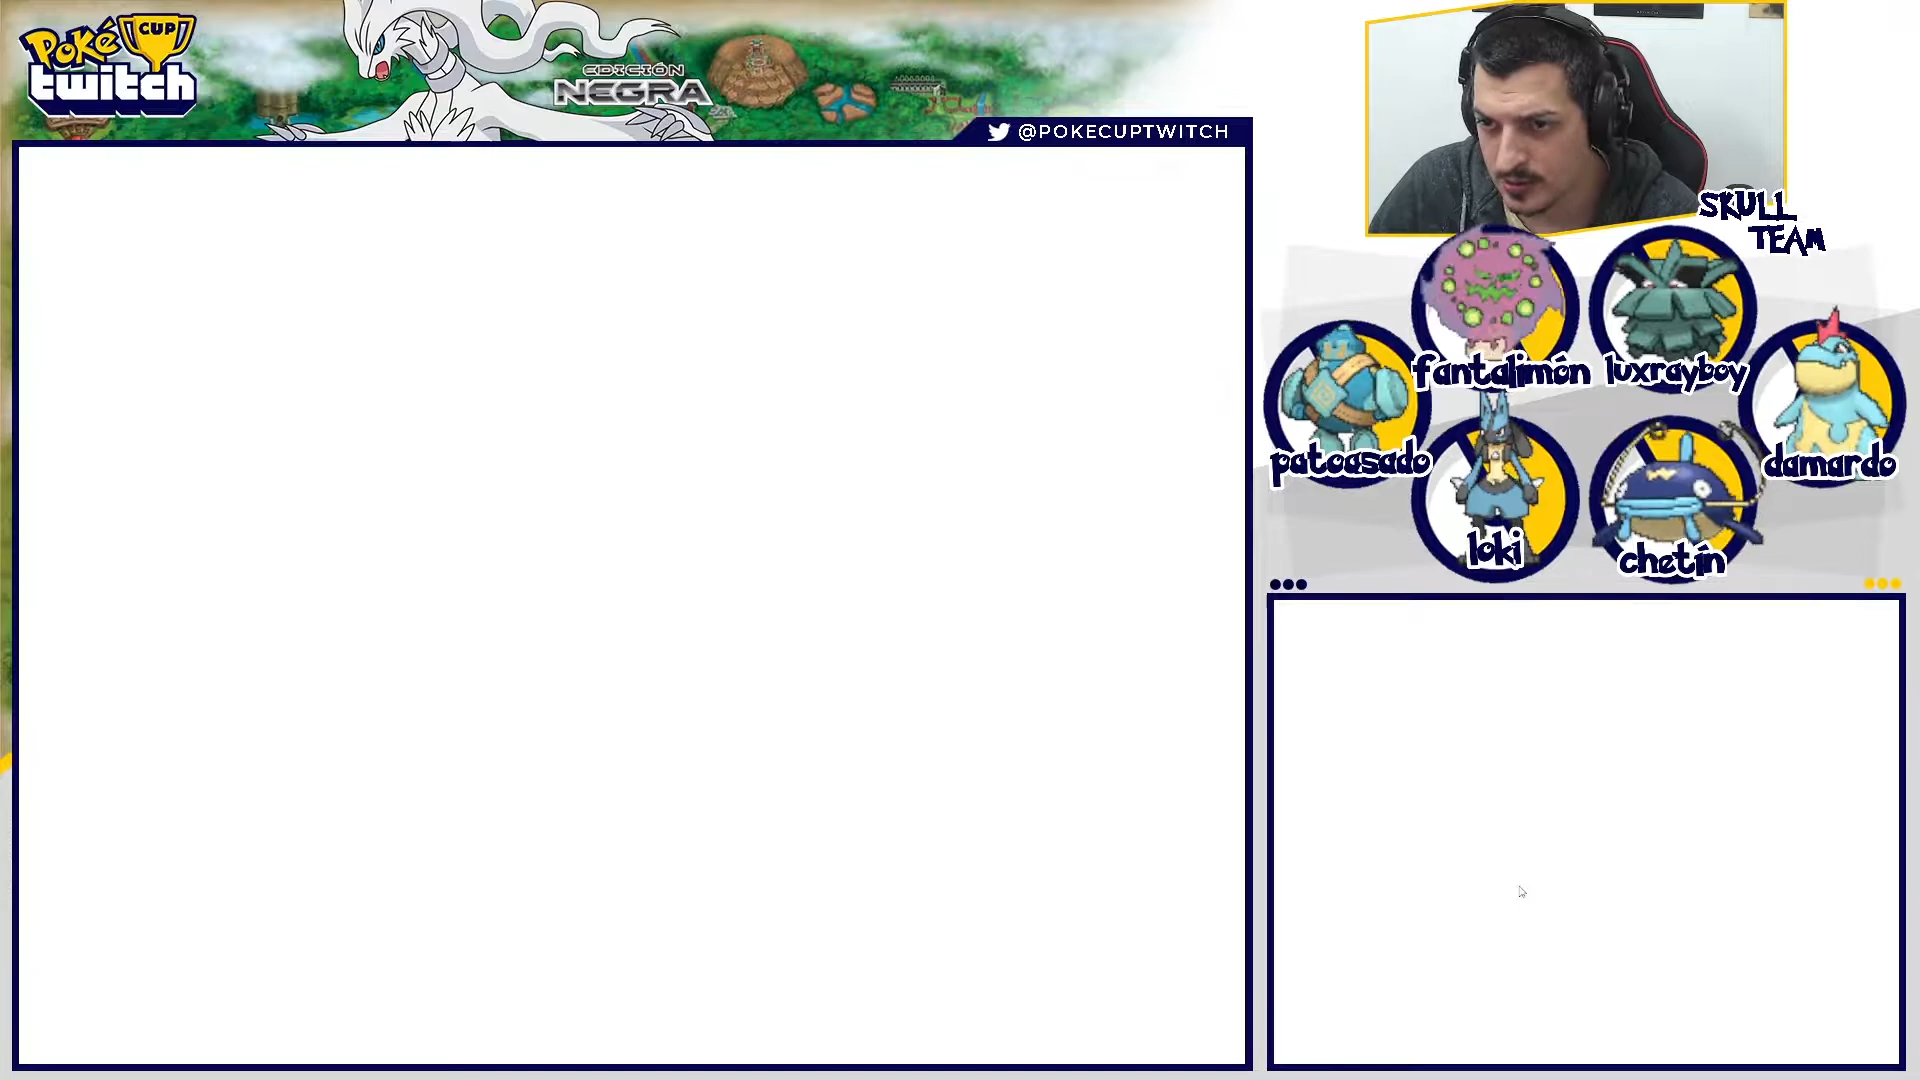 Poké
CUP
twitch
EDICIÓN
NEGRA
@POKECUPTWITCH
SKULL
TEAM
fantalimón
luxrayboy
patoasado
damardo
loki
chetín